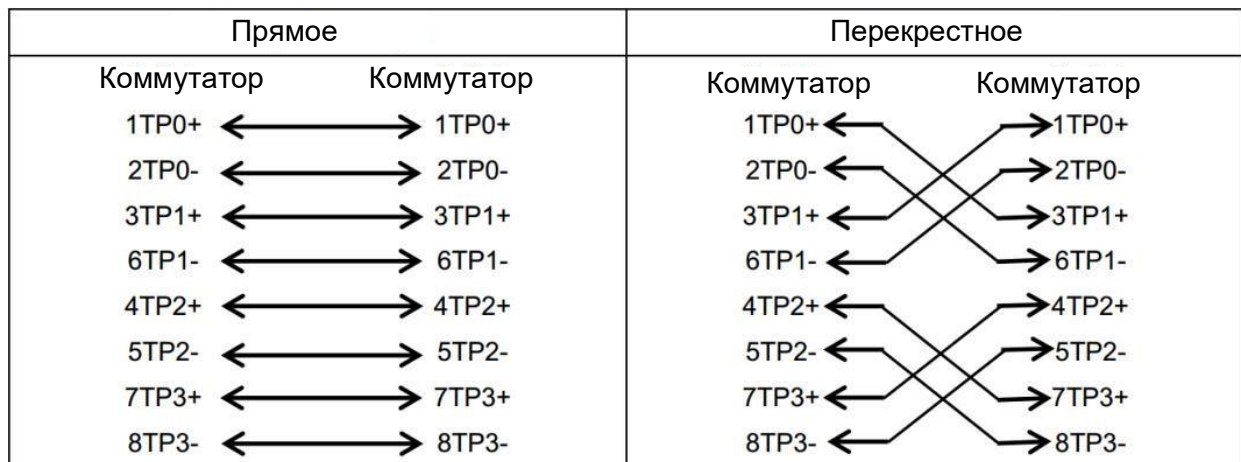 Прямое
Перекрестное
Коммутатор Коммутатор
Коммутатор Коммутатор
1TP0+ 1TP0+
2TP0- 2TP0-
3TP1+ 3TP1+
6TP1- 6TP1-
4TP2+ 4TP2+
5TP2- 5TP2-
7TP3+ 7TP3+
8TP3- 8TP3-
1TP0+ 1TP0+
2TP0- 2TP0-
3TP1+ 3TP1+
6TP1- 6TP1-
4TP2+ 4TP2+
5TP2- 5TP2-
7TP3+ 7TP3+
8TP3- 8TP3-